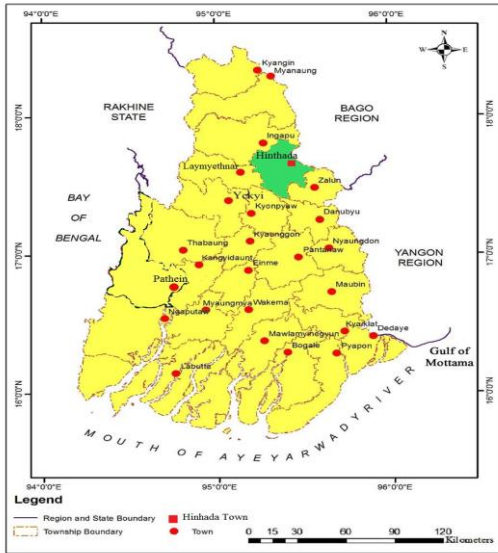 94°0'0"E 95°0'0"E 96°0'0"E
N
W E
S
Kyangin
Myanaung
18°0'0"N 18°0'0"N
RAKHINE
STATE
BAGO
REGION
Ingapu
Hinthada
Laymyethnar
Zalun
Yekyi
Kyonpyaw
Danubyu
BAY
OF
BENGAL
Kyaunggon
Nyaungdon
Thabaung
Pantanaw
17°0'0"N 17°0'0"N
Kangyidaunt
Einme
YANGON
REGION
Pathein
Maubin
Ngaputaw
Myaungmya
Wakema
Kyaiklat
Dedaye
Mawlamyinegyun
Bogale
Pyapon
Gulf of
Mottama
Labutta
16°0'0"N 16°0'0"N
MOUTH OF AYEYARWADY RIVER
94°0'0"E 95°0'0"E 96°0'0"E
Legend
Region and State Boundary
Hinhada Town
Township Boundary
Town
0 15 30 60 90 120
Kilometers